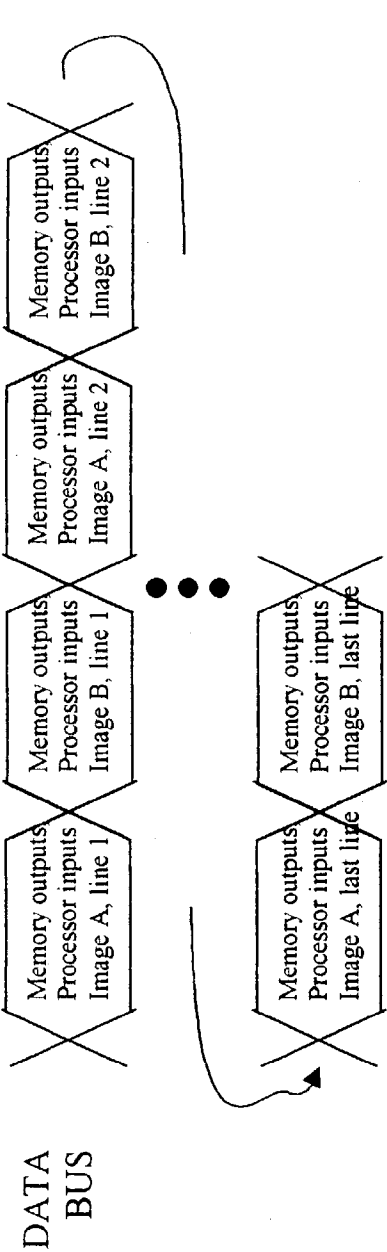 DATA
BUS
Memory outputs,
Processor inputs
Image A, line 1
Memory outputs,
Processor inputs
Image B, line 1
Memory outputs,
Processor inputs
Image A, line 2
Memory outputs,
Processor inputs
Image B, line 2
Memory outputs,
Processor inputs
Image A, last line
Memory outputs,
Processor inputs
Image B, last line